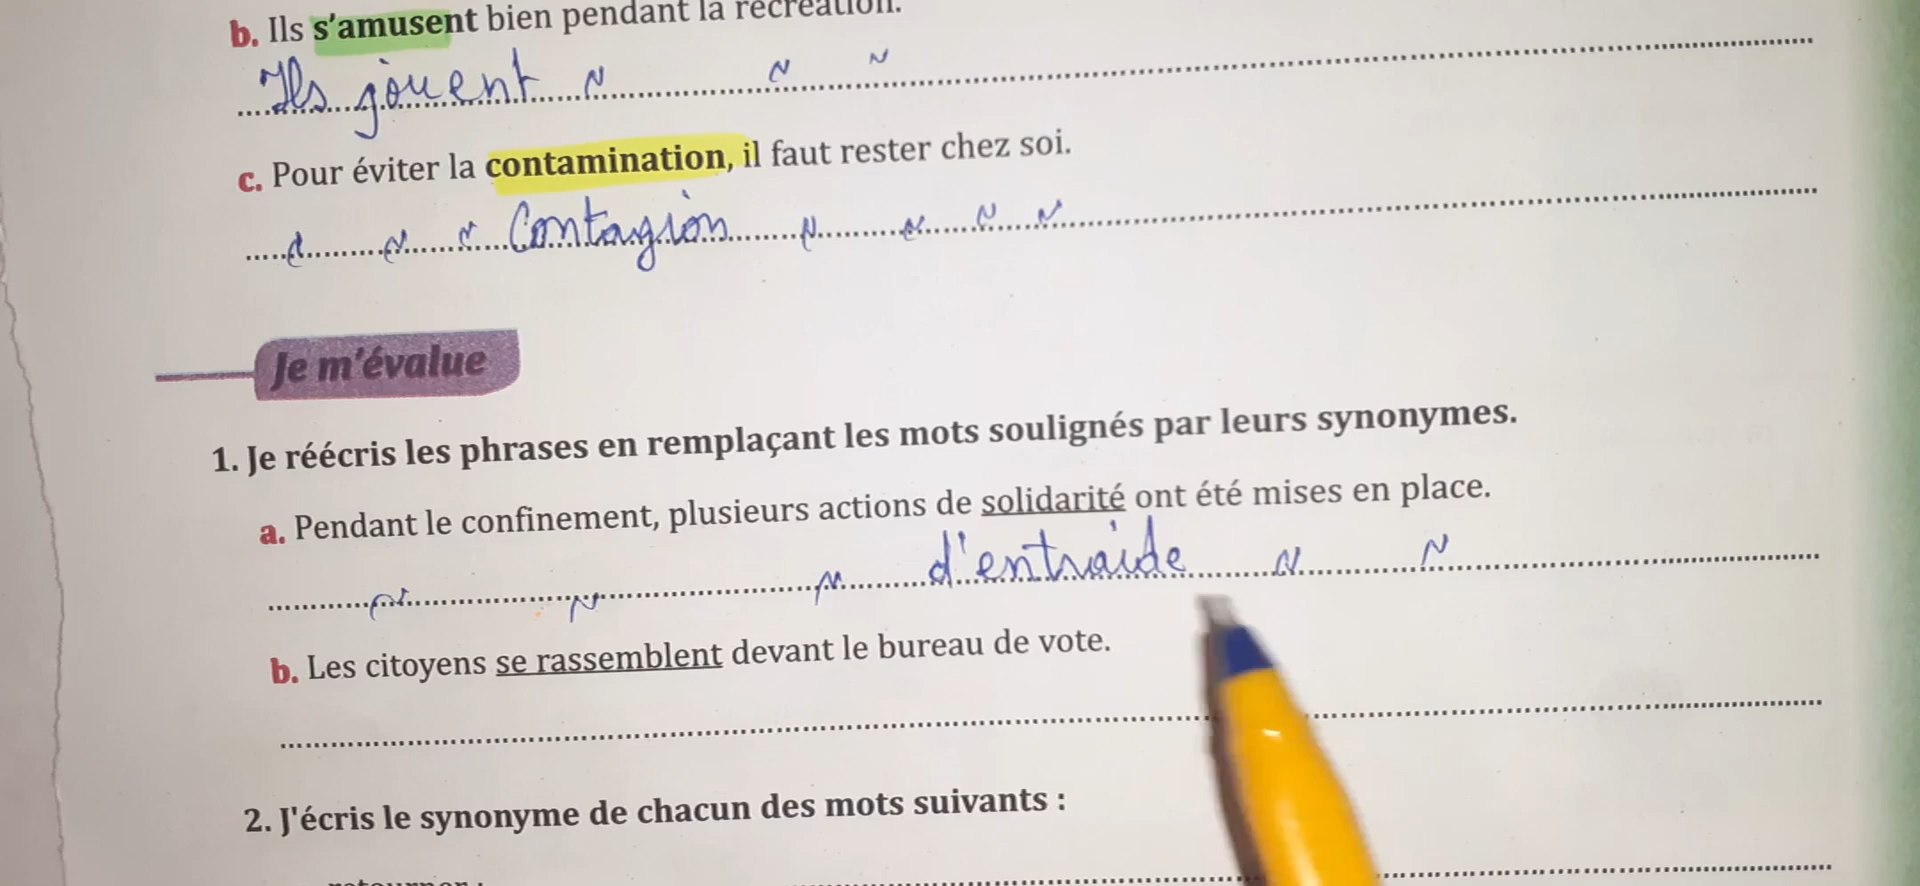 b. Ils s'amusent bien pendant la récréation.
Ils jouent ~ ~ ~
c. Pour éviter la contamination, il faut rester chez soi.
~ ~ ~ Contagion ~ ~ ~ ~
Je m'évalue
1. Je réécris les phrases en remplaçant les mots soulignés par leurs synonymes.
a. Pendant le confinement, plusieurs actions de solidarité ont été mises en place.
~ ~ ~ d'entraide ~ ~
b. Les citoyens se rassemblent devant le bureau de vote.
2. J'écris le synonyme de chacun des mots suivants :